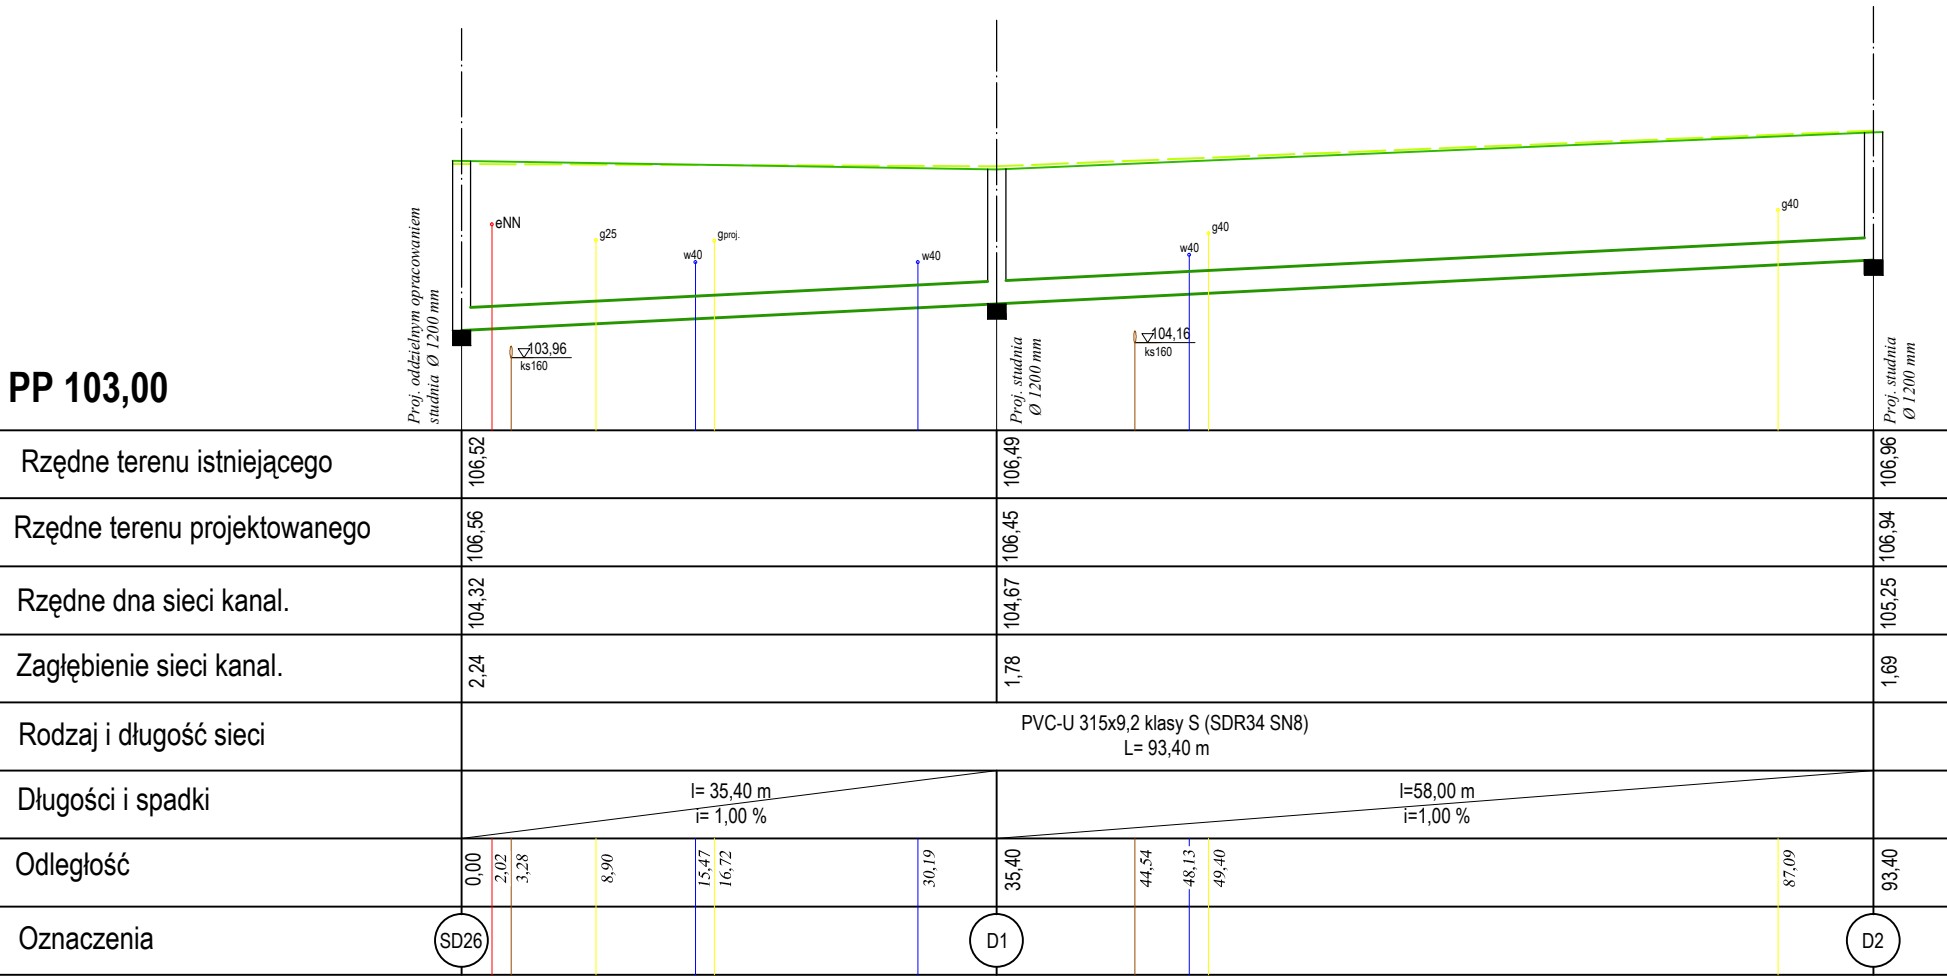 eNN
g25
w40
gproj.
w40
w40
g40
g40
103,96
ks160
104,16
ks160
Proj. oddzielnym opracowaniem
studnia Ø 1200 mm
Proj. studnia
Ø 1200 mm
Proj. studnia
Ø 1200 mm
PP 103,00
Rzędne terenu istniejącego 106,52 106,49 106,96
Rzędne terenu projektowanego 106,56 106,45 106,94
Rzędne dna sieci kanal. 104,32 104,67 105,25
Zagłębienie sieci kanal. 2,24 1,78 1,69
Rodzaj i długość sieci
PVC-U 315x9,2 klasy S (SDR34 SN8)
L= 93,40 m
Długości i spadki
l= 35,40 m
i= 1,00 %
l=58,00 m
i=1,00 %
Odległość 0,00 2,02 3,28 8,90 15,47 16,72 30,19 35,40 44,54 48,13 49,40 87,09 93,40
Oznaczenia SD26 D1 D2